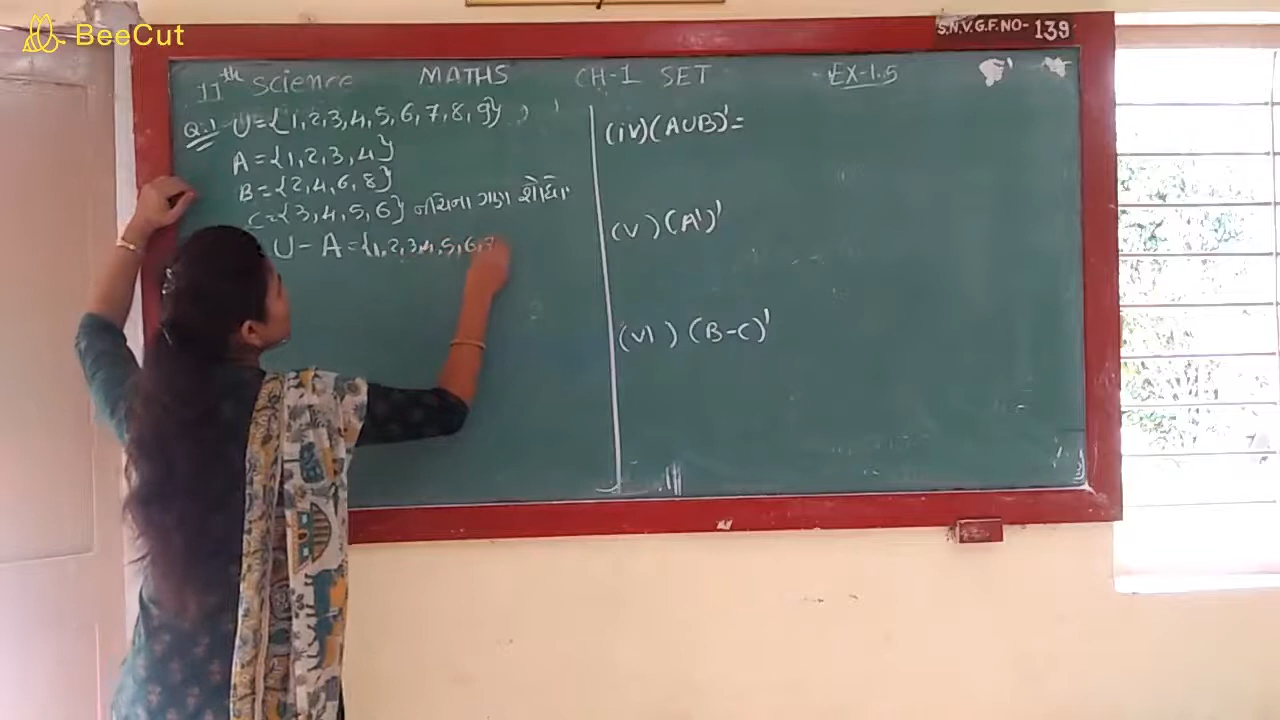 BeeCut
S.N.V.G.F.NO- 139
11th Science MATHS CH-1 SET EX-1.5
Q.1 U={1,2,3,4,5,6,7,8,9},
A={1,2,3,4}
B={2,4,6,8}
C={3,4,5,6} નીચેના ગણ શોધો
U-A={1,2,3,4,5,6,7
(iv)(AUB)'=
(v)(A')'
(vi)(B-C)'